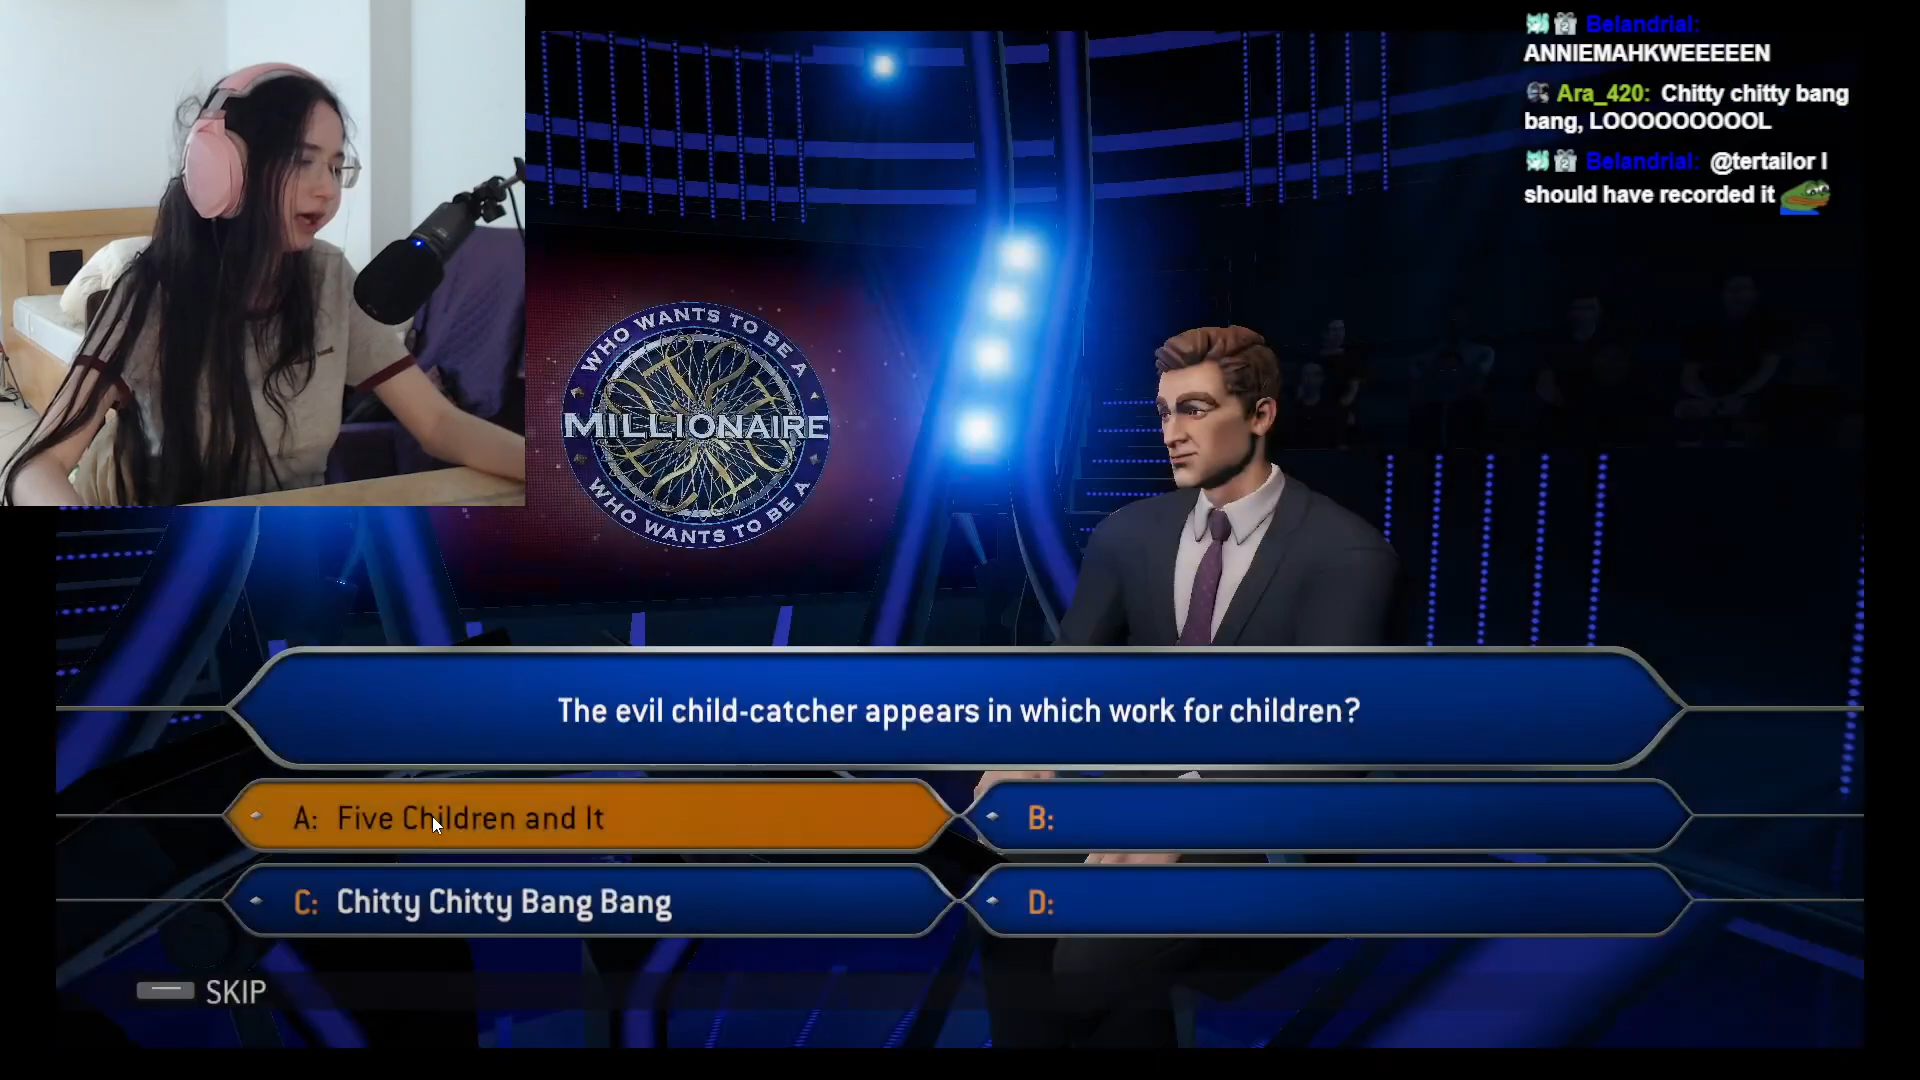 Belandrial:
ANNIEMAHKWEEEEEN
Ara_420: Chitty chitty bang
bang, LOOOOOOOOOL
Belandrial: @tertailor I
should have recorded it
WHO WANTS TO BE A
MILLIONAIRE
WHO WANTS TO BE A
The evil child-catcher appears in which work for children?
A: Five Children and It
B:
C: Chitty Chitty Bang Bang
D:
SKIP